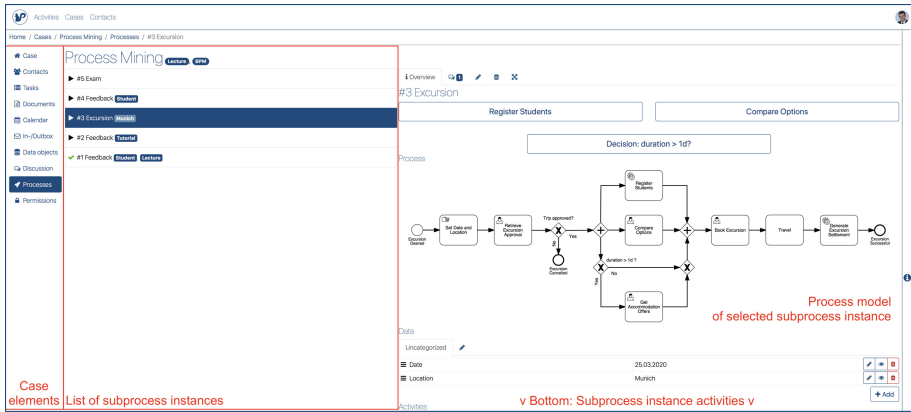 Activities Cases Contacts
Home / Cases / Process Mining / Processes / #3 Excursion
Case
Contacts
Tasks
Documents
Calendar
In-/Outbox
Data objects
Discussion
Processes
Permissions
Case
elements
Process Mining Lecture BPM
#5 Exam
#4 Feedback Student
#3 Excursion Munich
#2 Feedback Tutorial
#1 Feedback Student Lecture
List of subprocess instances
i Overview 1
#3 Excursion
Register Students
Compare Options
Decision: duration > 1d?
Process
Excursion
Desired
Set Date and
Location
Retrieve
Excursion
Approval
Trip approved?
Yes
No
Excursion
Cancelled
Register
Students
Compare
Options
duration > 1d ?
No
Yes
Get
Accommodation
Offers
Book Excursion
Travel
Generate
Excursion
Settlement
Excursion
Successful
Process model
of selected subprocess instance
Data
Uncategorized
Date 25.03.2020
Location Munich
+ Add
Activities
v Bottom: Subprocess instance activities v